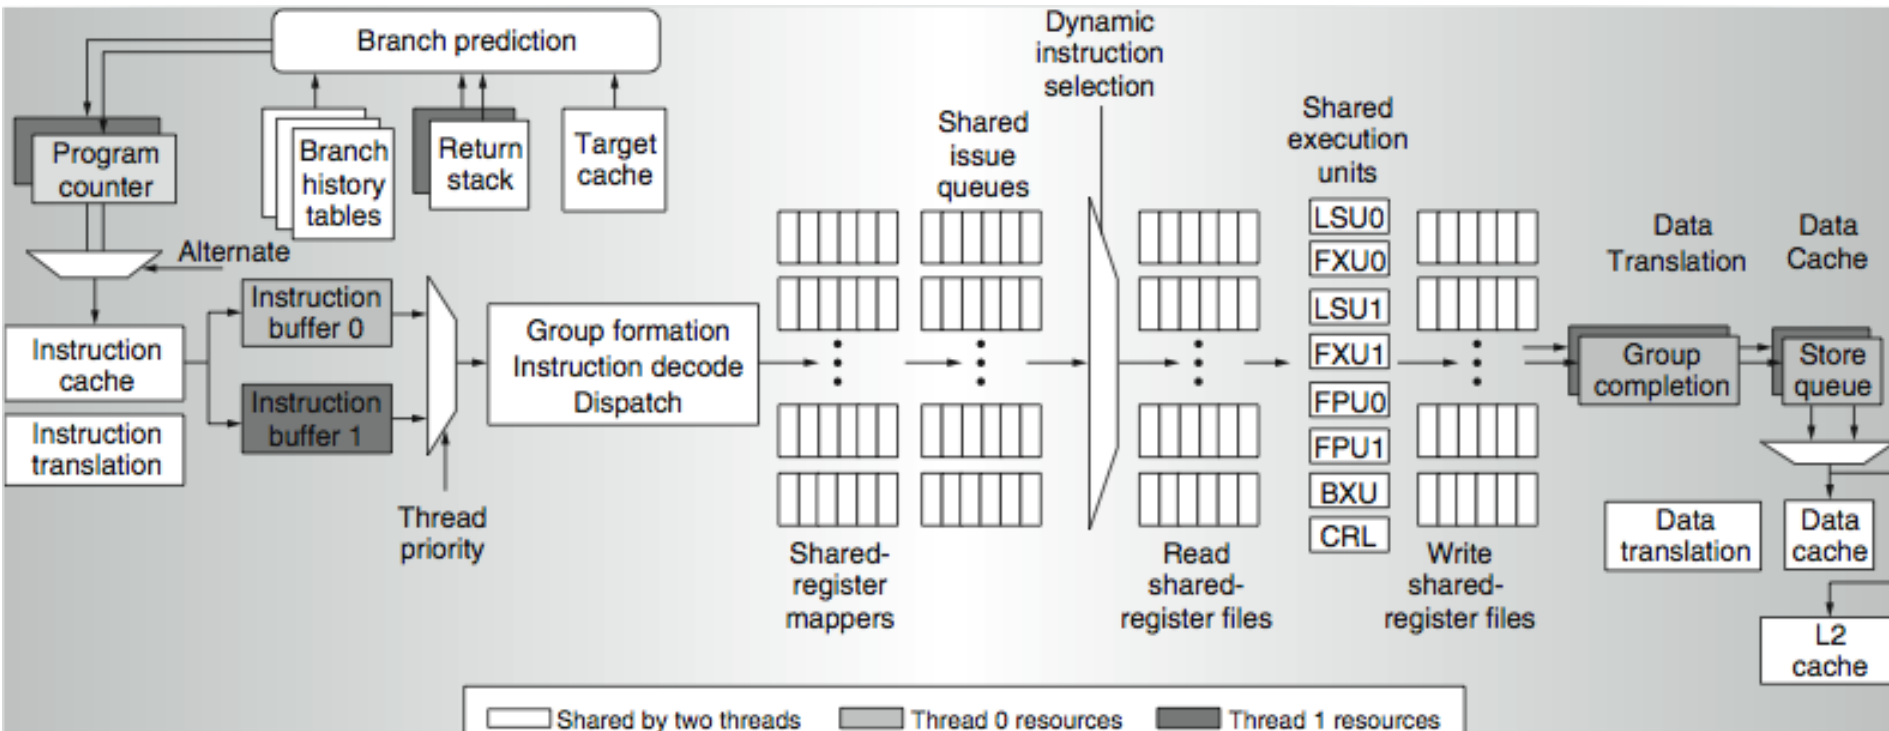 Branch prediction
Program
counter
Branch
history
tables
Return
stack
Target
cache
Alternate
Instruction
cache
Instruction
translation
Instruction
buffer 0
Instruction
buffer 1
Thread
priority
Group formation
Instruction decode
Dispatch
Shared-
register
mappers
Shared
issue
queues
Dynamic
instruction
selection
Read
shared-
register files
Shared
execution
units
LSU0
FXU0
LSU1
FXU1
FPU0
FPU1
BXU
CRL
Write
shared-
register files
Data
Translation
Data
Cache
Group
completion
Store
queue
Data
translation
Data
cache
L2
cache
Shared by two threads
Thread 0 resources
Thread 1 resources